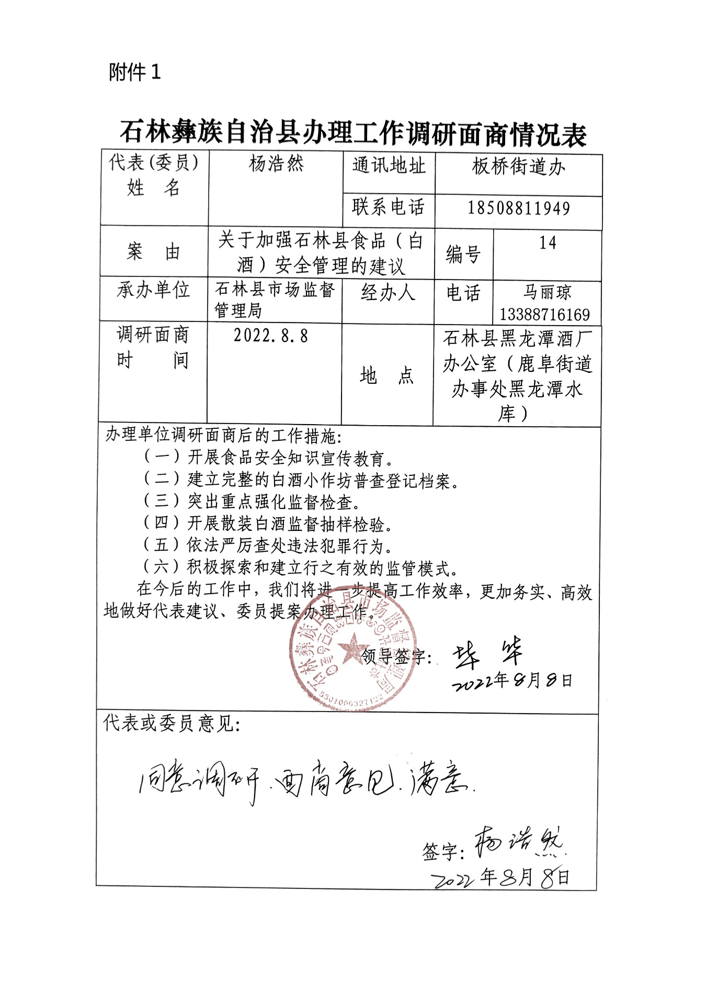 附件1
石林彝族自治县办理工作调研面商情况表
代表(委员)
姓 名
杨浩然
通讯地址
板桥街道办
联系电话
18508811949
案 由
关于加强石林县食品（白
酒）安全管理的建议
编号
14
承办单位
石林县市场监督
管理局
经办人
电话
马丽琼
13388716169
调研面商
时 间
2022.8.8
地 点
石林县黑龙潭酒厂
办公室（鹿阜街道
办事处黑龙潭水
库）
办理单位调研面商后的工作措施：
（一）开展食品安全知识宣传教育。
（二）建立完整的白酒小作坊普查登记档案。
（三）突出重点强化监督检查。
（四）开展散装白酒监督抽样检验。
（五）依法严厉查处违法犯罪行为。
（六）积极探索和建立行之有效的监管模式。
在今后的工作中，我们将进一步提高工作效率，更加务实、高效
地做好代表建议、委员提案办理工作。
石林彝族自治县市场监督管理局
5301000327122
领导签字：毕华
2022年8月8日
代表或委员意见：
同意调研.面商意见.满意.
签字：杨浩然
2022年8月8日